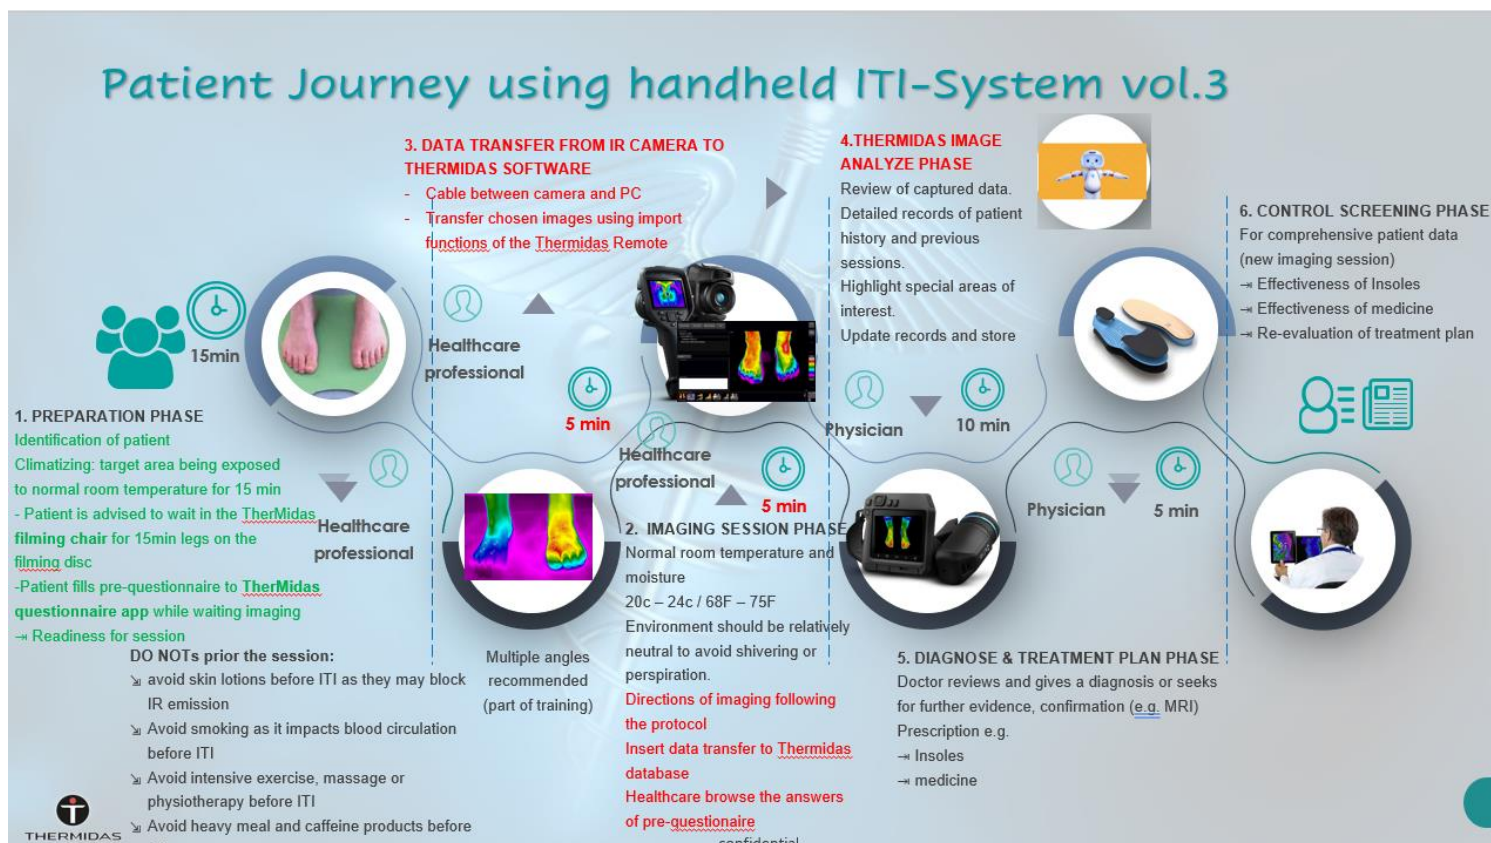 Patient Journey using handheld ITI-System vol.3
3. DATA TRANSFER FROM IR CAMERA TO
THERMIDAS SOFTWARE
- Cable between camera and PC
- Transfer chosen images using import
functions of the Thermidas Remote
4.THERMIDAS IMAGE
ANALYZE PHASE
Review of captured data.
Detailed records of patient
history and previous
sessions.
Highlight special areas of
interest.
Update records and store
6. CONTROL SCREENING PHASE
For comprehensive patient data
(new imaging session)
⇥ Effectiveness of Insoles
⇥ Effectiveness of medicine
⇥ Re-evaluation of treatment plan
15min
Healthcare
professional
5 min
Healthcare
professional
5 min
Physician
10 min
Physician
5 min
1. PREPARATION PHASE
Identification of patient
Climatizing: target area being exposed
to normal room temperature for 15 min
- Patient is advised to wait in the TherMidas
filming chair for 15min legs on the
filming disc
-Patient fills pre-questionnaire to TherMidas
questionnaire app while waiting imaging
⇥ Readiness for session
Healthcare
professional
DO NOTs prior the session:
⇲ avoid skin lotions before ITI as they may block
IR emission
⇲ Avoid smoking as it impacts blood circulation
before ITI
⇲ Avoid intensive exercise, massage or
physiotherapy before ITI
⇲ Avoid heavy meal and caffeine products before
Multiple angles
recommended
(part of training)
2. IMAGING SESSION PHASE
Normal room temperature and
moisture
20c – 24c / 68F – 75F
Environment should be relatively
neutral to avoid shivering or
perspiration.
Directions of imaging following
the protocol
Insert data transfer to Thermidas
database
Healthcare browse the answers
of pre-questionaire
confidential
5. DIAGNOSE & TREATMENT PLAN PHASE
Doctor reviews and gives a diagnosis or seeks
for further evidence, confirmation (e.g. MRI)
Prescription e.g.
⇥ Insoles
⇥ medicine
THERMIDAS